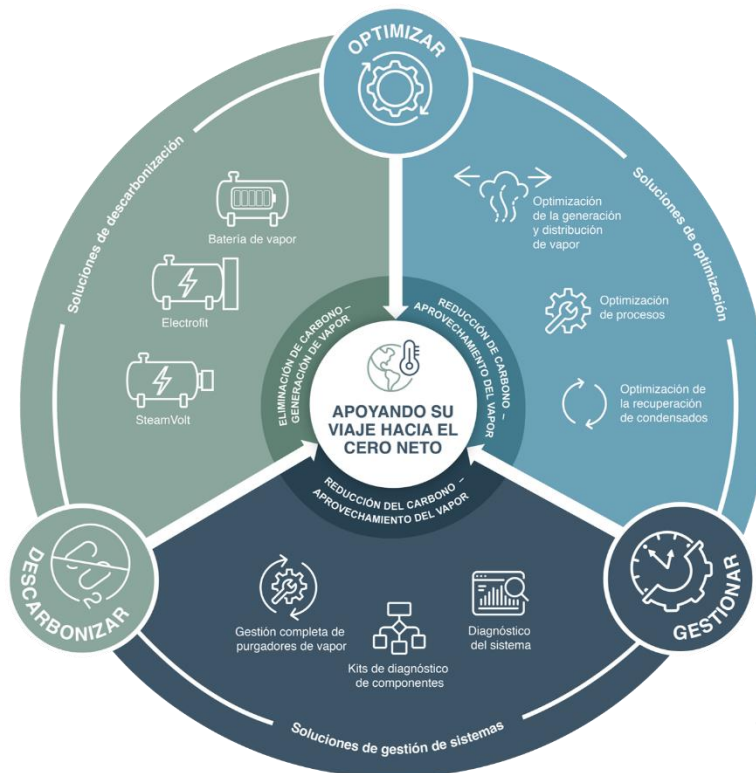 OPTIMIZAR
Soluciones de descarbonización
Batería de vapor
Electrofit
SteamVolt
Soluciones de optimización
Optimización
de la generación
y distribución
de vapor
Optimización
de procesos
Optimización de
la recuperación
de condensados
ELIMINACIÓN DE CARBONO –
GENERACIÓN DE VAPOR
REDUCCIÓN DE CARBONO –
APROVECHAMIENTO DEL VAPOR
APOYANDO SU
VIAJE HACIA EL
CERO NETO
REDUCCIÓN DEL CARBONO –
APROVECHAMIENTO DEL VAPOR
DESCARBONIZAR
CO2
GESTIONAR
Gestión completa de
purgadores de vapor
Kits de diagnóstico
de componentes
Diagnóstico
del sistema
Soluciones de gestión de sistemas